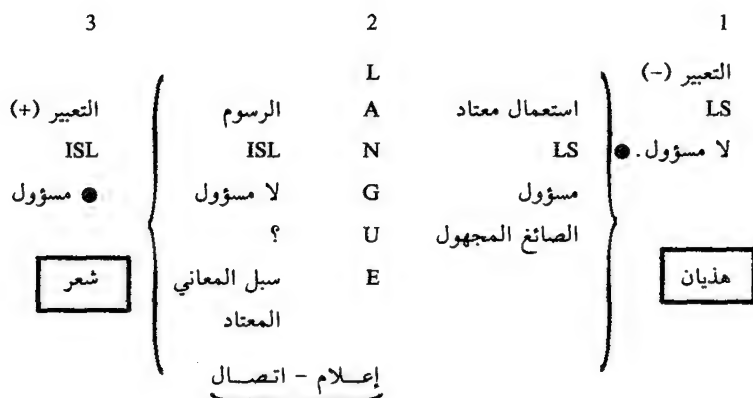 1 2 3
التعبير (-) L
LS استعمال معتاد A الرسوم التعبير (+)
لا مسؤول. ● LS N ISL ISL
مسؤول G لا مسؤول ● مسؤول
الصائغ المجهول U ؟
هذيان E سبل المعاني شعر
المعتاد
إعلام - اتصال